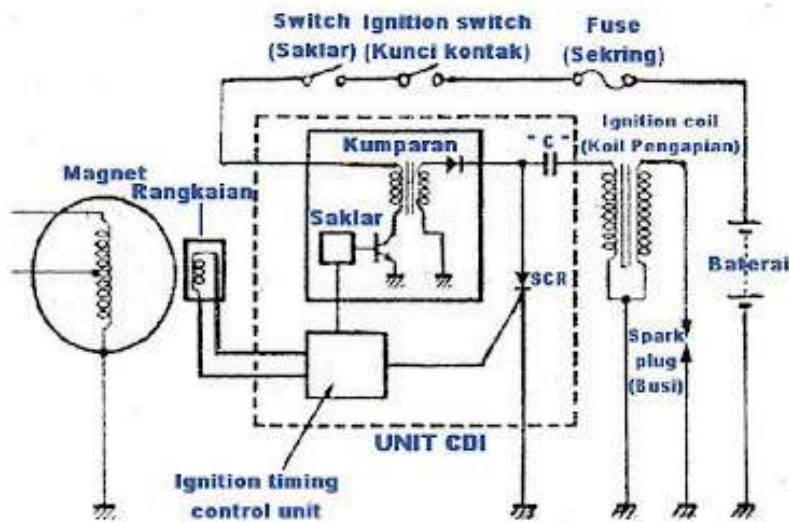 Switch
(Saklar)
Ignition switch
(Kunci kontak)
Fuse
(Sekring)
Ignition coil
(Koil Pengapian)
" C "
Kumparan
Magnet
Rangkaian
Saklar
SCR
Baterai
Spark
plug
(Busi)
UNIT CDI
Ignition timing
control unit